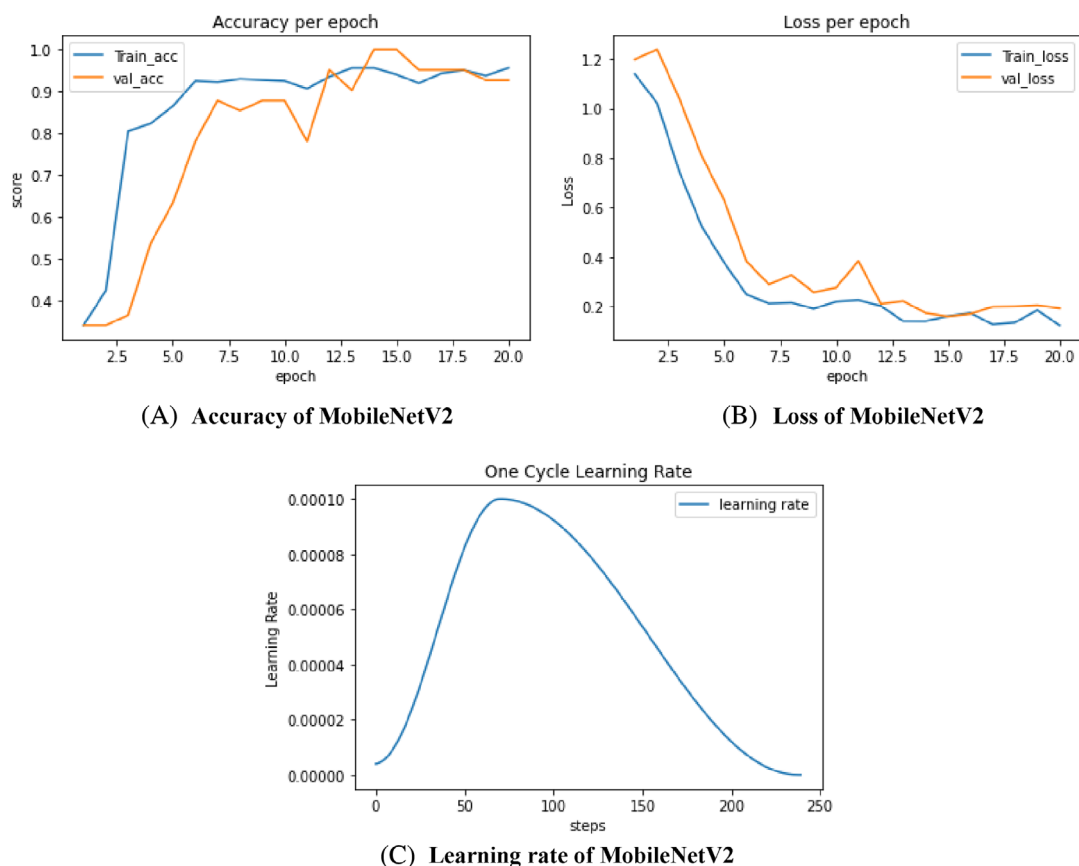 Accuracy per epoch
Train_acc
val_acc
1.0
0.9
0.8
0.7
0.6
0.5
0.4
score
2.5 5.0 7.5 10.0 12.5 15.0 17.5 20.0
epoch
(A) Accuracy of MobileNetV2
Loss per epoch
Train_loss
val_loss
1.2
1.0
0.8
0.6
0.4
0.2
Loss
2.5 5.0 7.5 10.0 12.5 15.0 17.5 20.0
epoch
(B) Loss of MobileNetV2
One Cycle Learning Rate
learning rate
0.00010
0.00008
0.00006
0.00004
0.00002
0.00000
Learning Rate
0 50 100 150 200 250
steps
(C) Learning rate of MobileNetV2